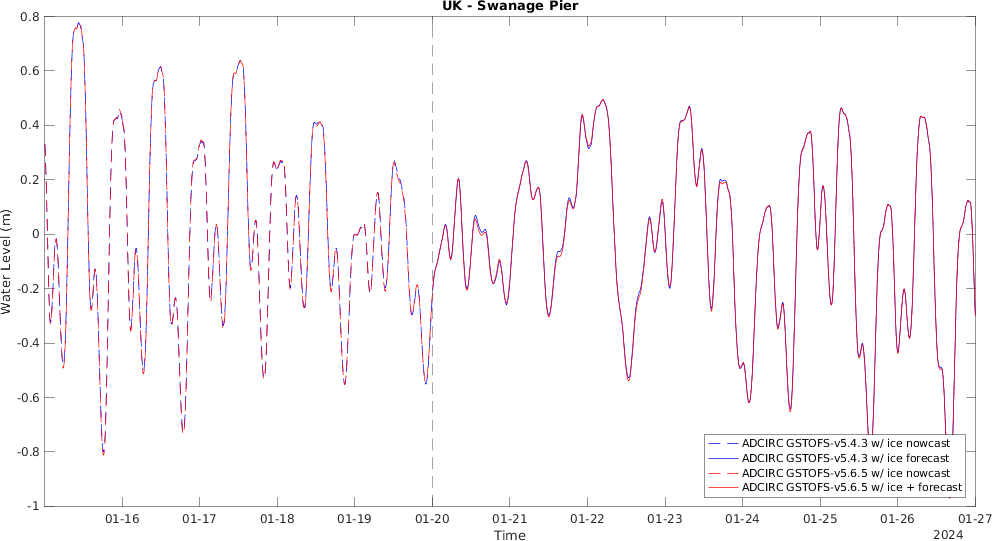 UK - Swanage Pier
0.8
0.6
0.4
0.2
0
-0.2
-0.4
-0.6
-0.8
-1
Water Level (m)
ADCIRC GSTOFS-v5.4.3 w/ ice nowcast
ADCIRC GSTOFS-v5.4.3 w/ ice forecast
ADCIRC GSTOFS-v5.6.5 w/ ice nowcast
ADCIRC GSTOFS-v5.6.5 w/ ice + forecast
01-16 01-17 01-18 01-19 01-20 01-21 01-22 01-23 01-24 01-25 01-26 01-27
Time
2024